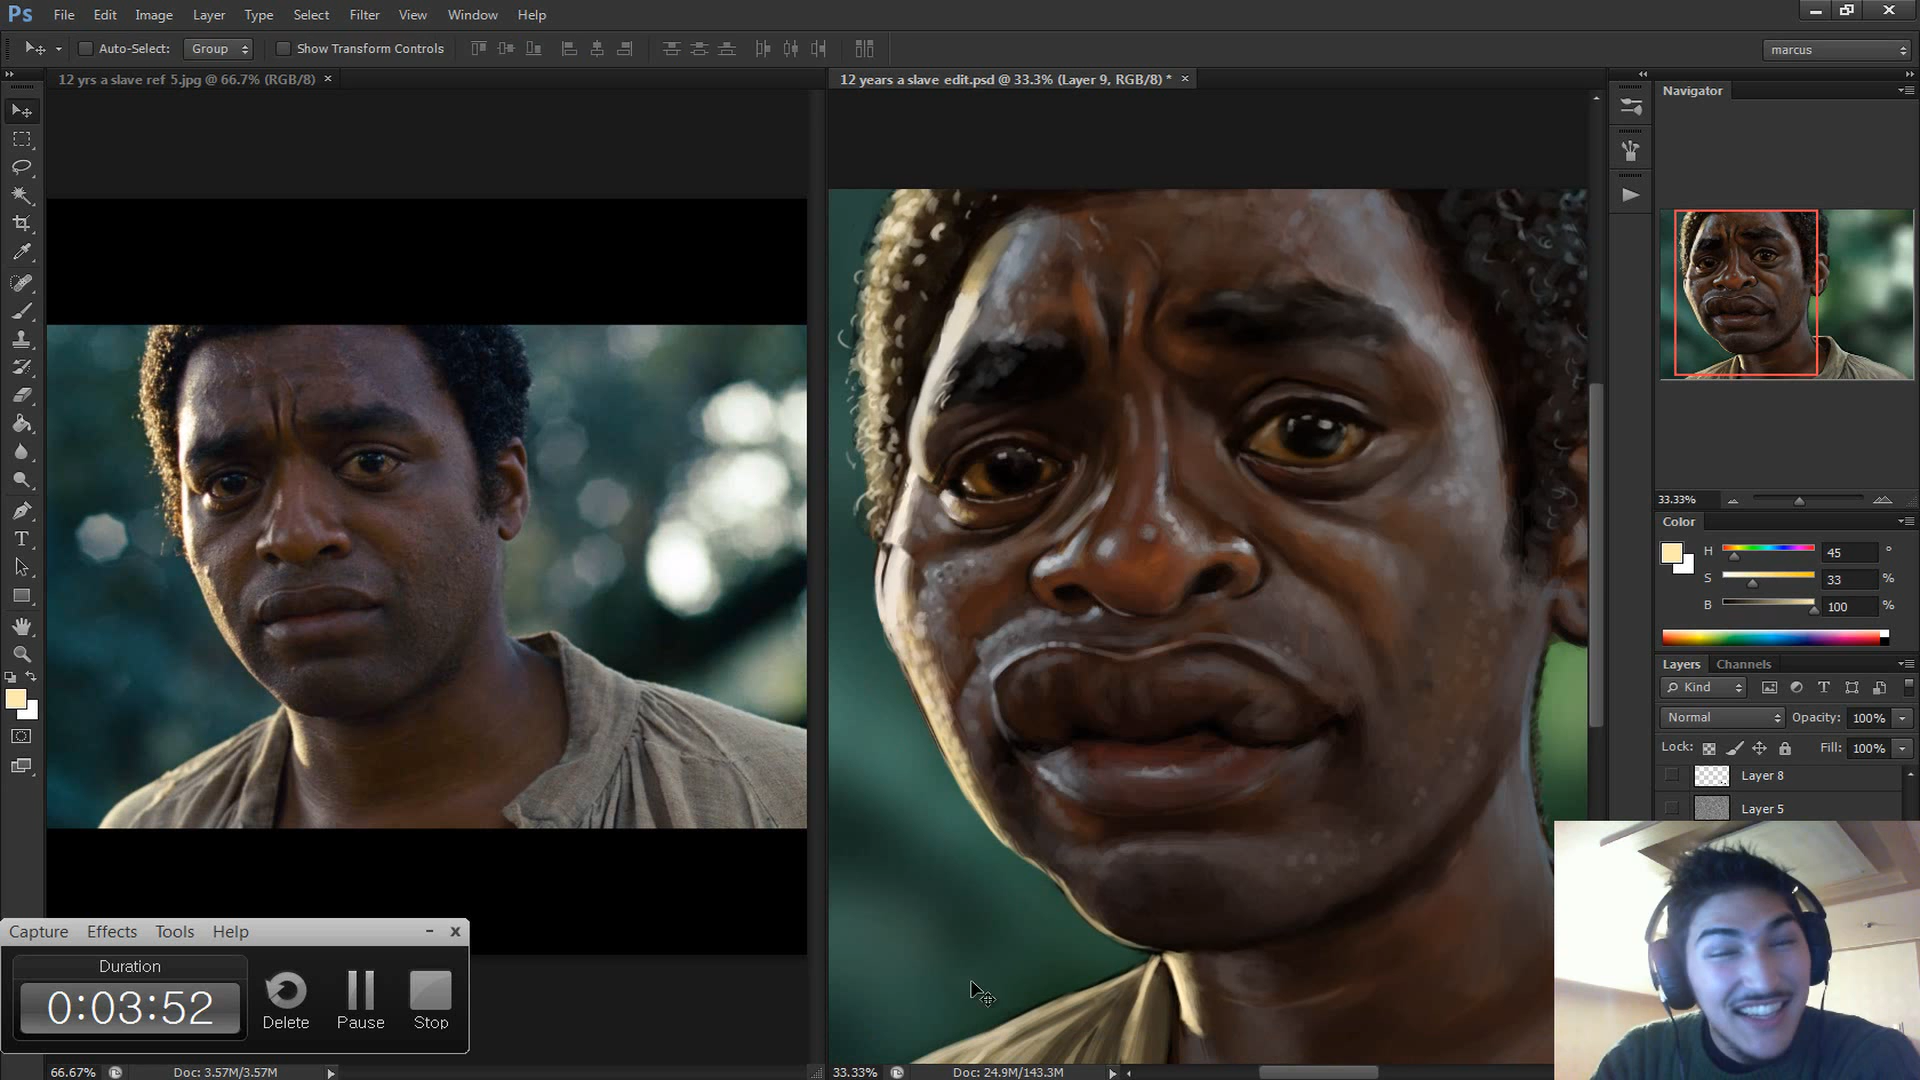 Ps File Edit Image Layer Type Select Filter View Window Help
Auto-Select: Group Show Transform Controls marcus
12 yrs a slave ref 5.jpg @ 66.7% (RGB/8) ×
12 years a slave edit.psd @ 33.3% (Layer 9, RGB/8) * ×
Navigator
33.33%
Color
H 45 °
S 33 %
B 100 %
Layers Channels
Kind T
Normal Opacity: 100%
Lock: Fill: 100%
Layer 8
Layer 5
T
Capture Effects Tools Help
Duration
0:03:52
Delete Pause Stop
66.67% Doc: 3.57M/3.57M
33.33% Doc: 24.9M/143.3M